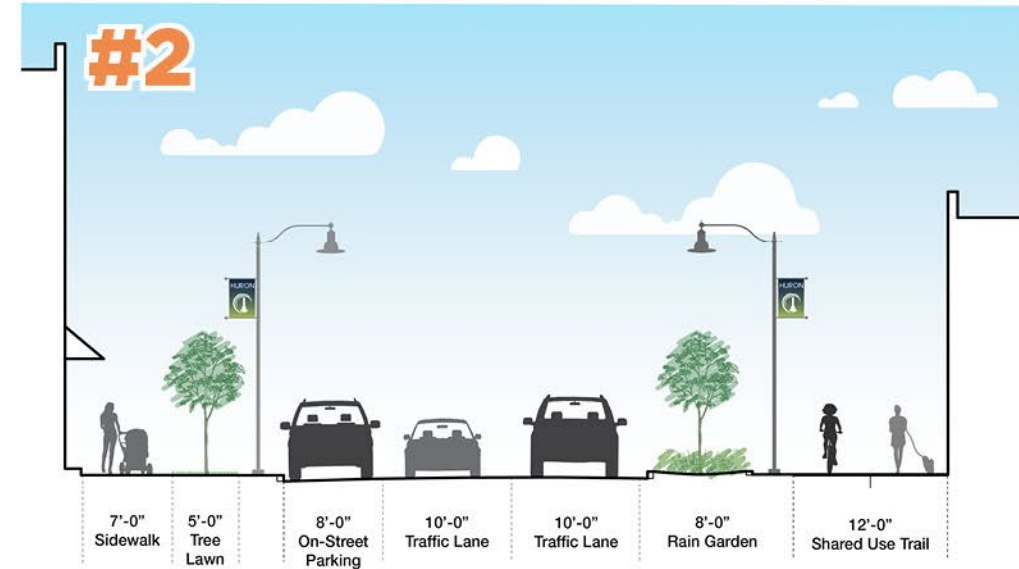 #2
HURON
HURON
7'-0"
Sidewalk
5'-0"
Tree
Lawn
8'-0"
On-Street
Parking
10'-0"
Traffic Lane
10'-0"
Traffic Lane
8'-0"
Rain Garden
12'-0"
Shared Use Trail